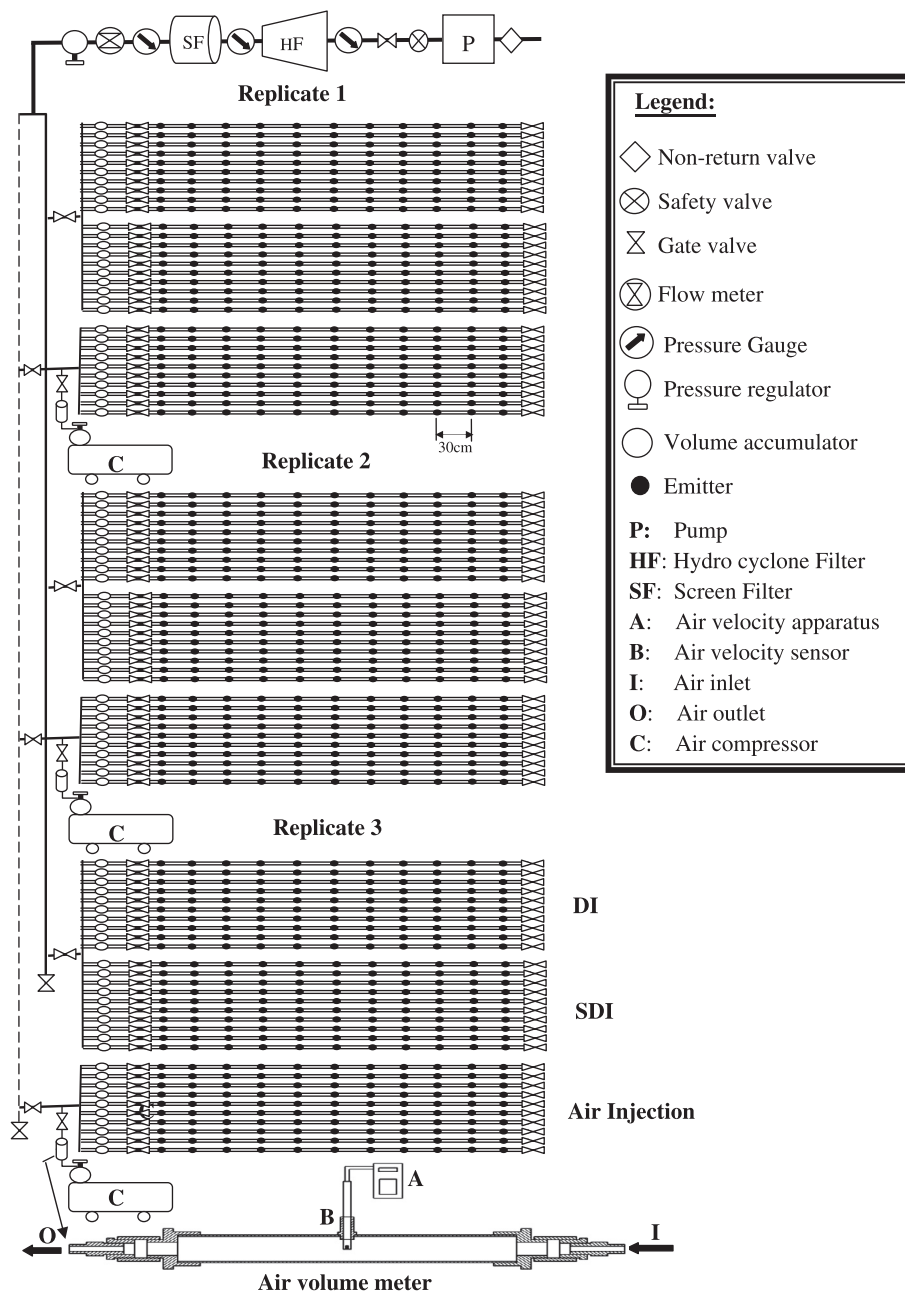 SF
HF
P
Replicate 1
30cm
C
Replicate 2
C
Replicate 3
DI
SDI
Air Injection
C
A
B
O
I
Air volume meter
Legend:
Non-return valve
Safety valve
Gate valve
Flow meter
Pressure Gauge
Pressure regulator
Volume accumulator
Emitter
P: Pump
HF: Hydro cyclone Filter
SF: Screen Filter
A: Air velocity apparatus
B: Air velocity sensor
I: Air inlet
O: Air outlet
C: Air compressor